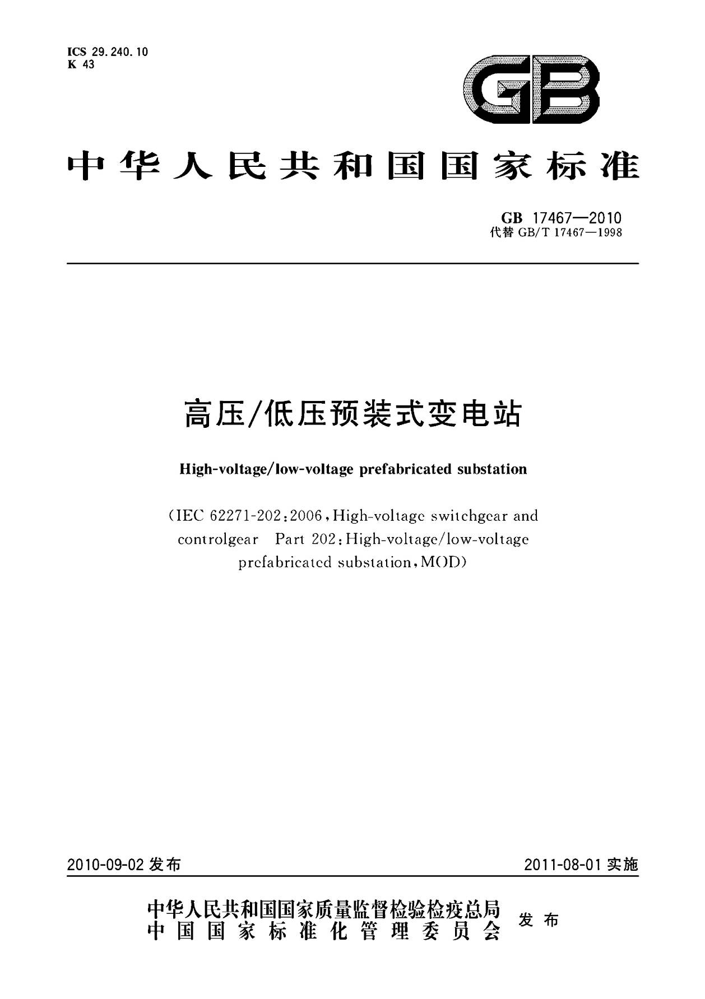 ICS 29.240.10
K 43
GB
中华人民共和国国家标准
GB 17467—2010
代替 GB/T 17467—1998
高压/低压预装式变电站
High-voltage/low-voltage prefabricated substation
(IEC 62271-202:2006,High-voltage switchgear and
controlgear Part 202:High-voltage/low-voltage
prefabricated substation,MOD)
2010-09-02 发布
2011-08-01 实施
中华人民共和国国家质量监督检验检疫总局
中国国家标准化管理委员会
发布